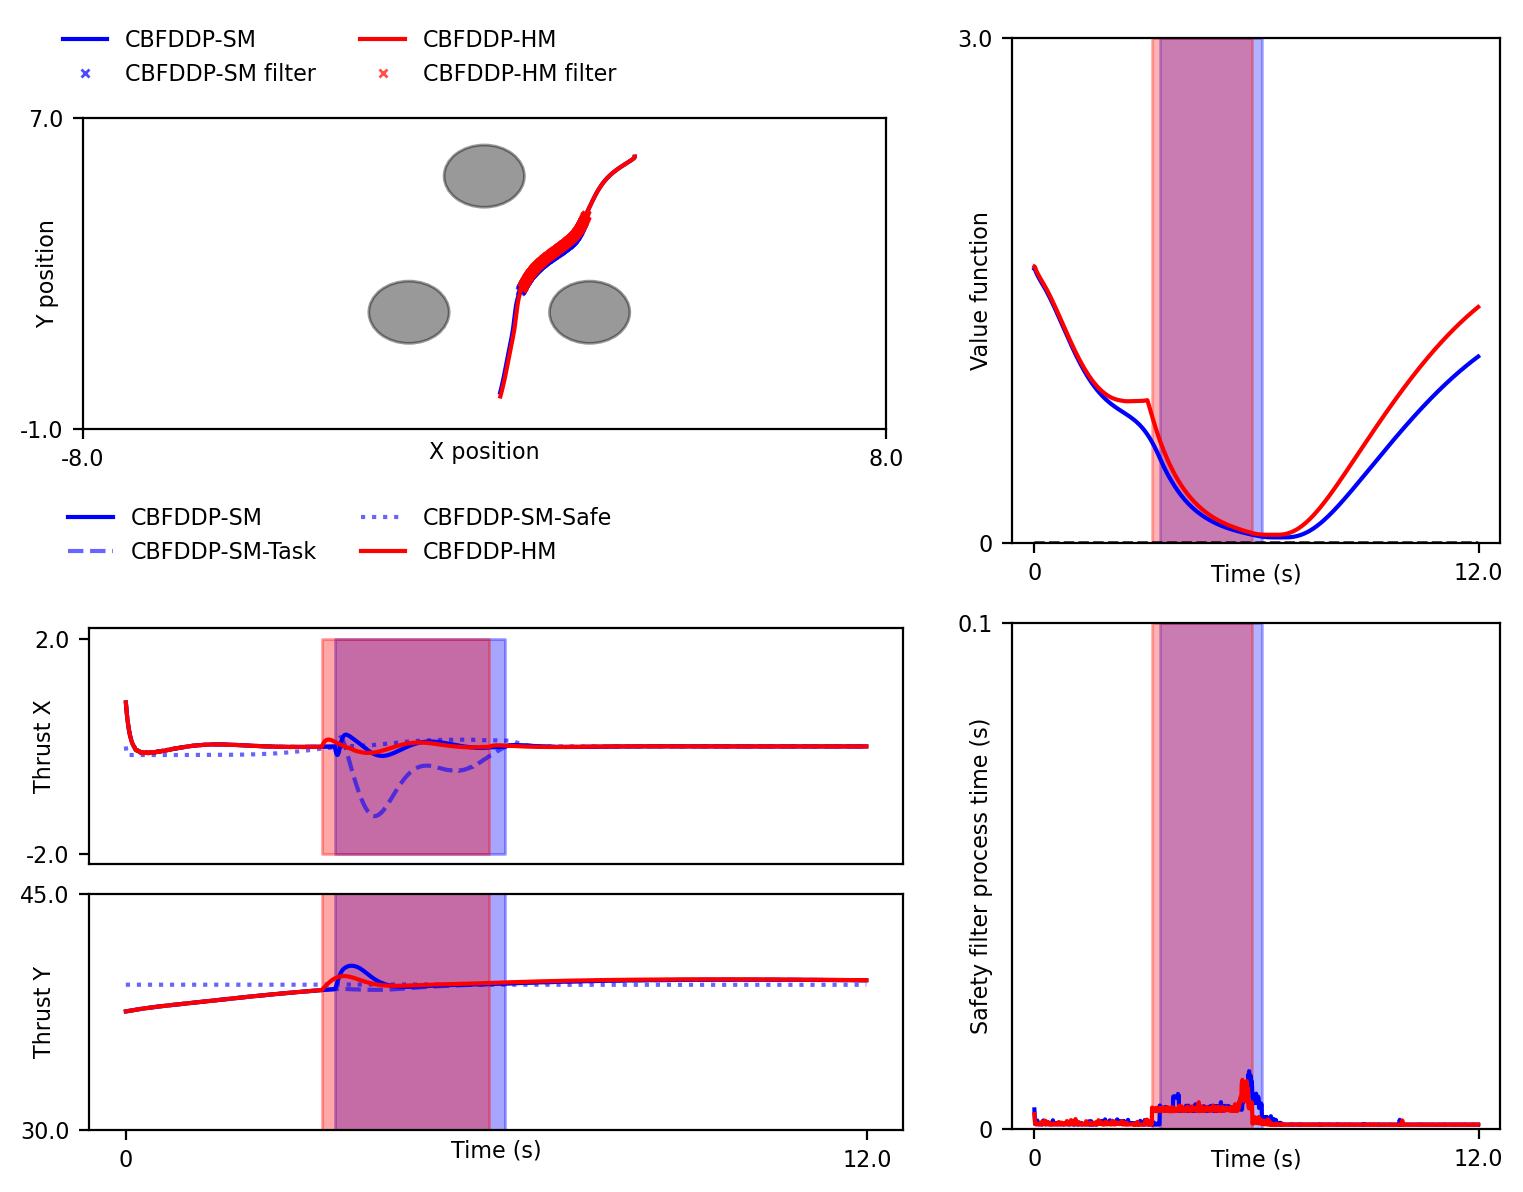 CBFDDP-SM
CBFDDP-HM
CBFDDP-SM filter
CBFDDP-HM filter
7.0
Y position
-1.0
-8.0
X position
8.0
3.0
Value function
0
0
Time (s)
12.0
CBFDDP-SM
CBFDDP-SM-Safe
CBFDDP-SM-Task
CBFDDP-HM
2.0
Thrust X
-2.0
45.0
Thrust Y
30.0
0
Time (s)
12.0
0.1
Safety filter process time (s)
0
0
Time (s)
12.0